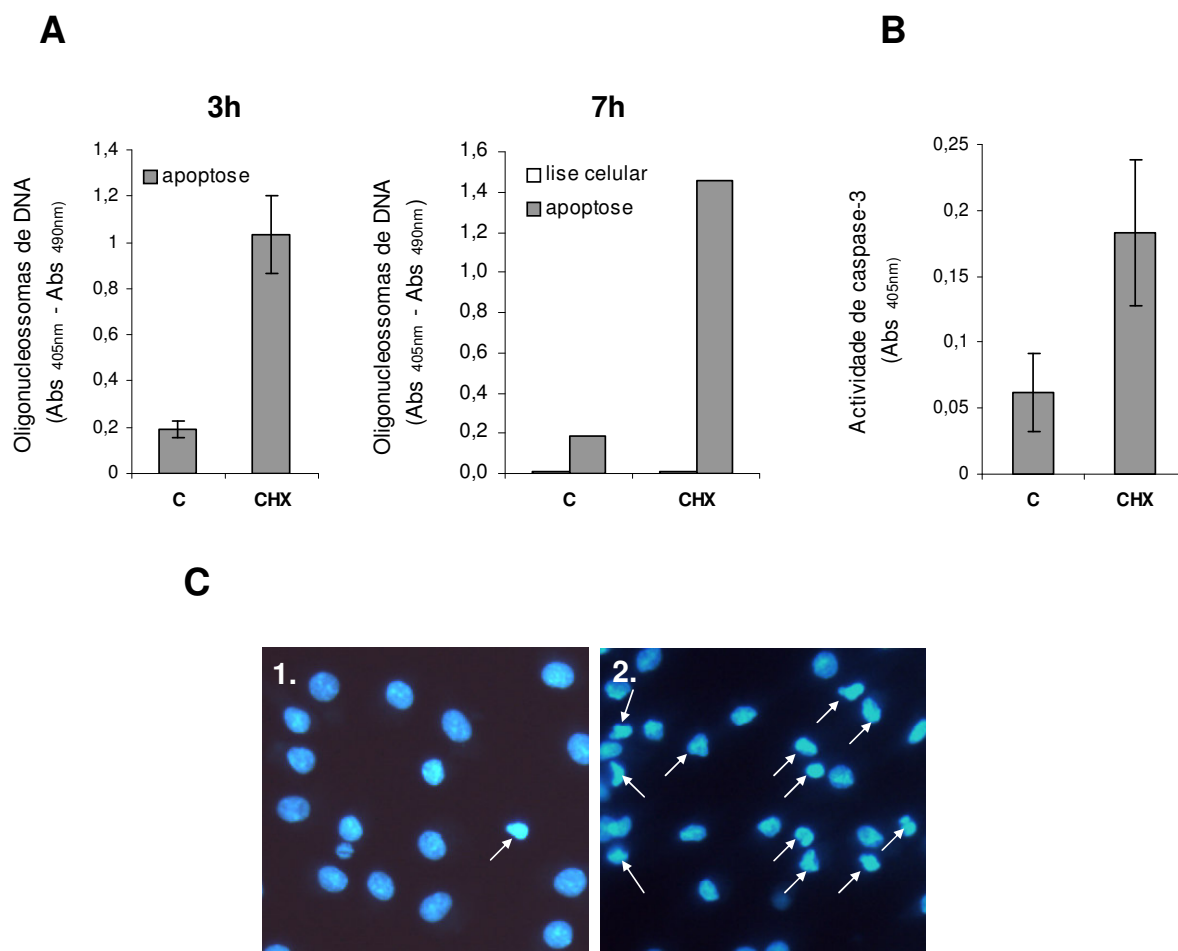 A
B
3h
7h
Oligonucleossomas de DNA
(Abs 405nm - Abs 490nm)
1,4
1,2
1
0,8
0,6
0,4
0,2
0
apoptose
C
CHX
Oligonucleossomas de DNA
(Abs 405nm - Abs 490nm)
1,6
1,4
1,2
1,0
0,8
0,6
0,4
0,2
0,0
lise celular
apoptose
C
CHX
Actividade de caspase-3
(Abs 405nm)
0,25
0,2
0,15
0,1
0,05
0
C
CHX
C
1.
2.